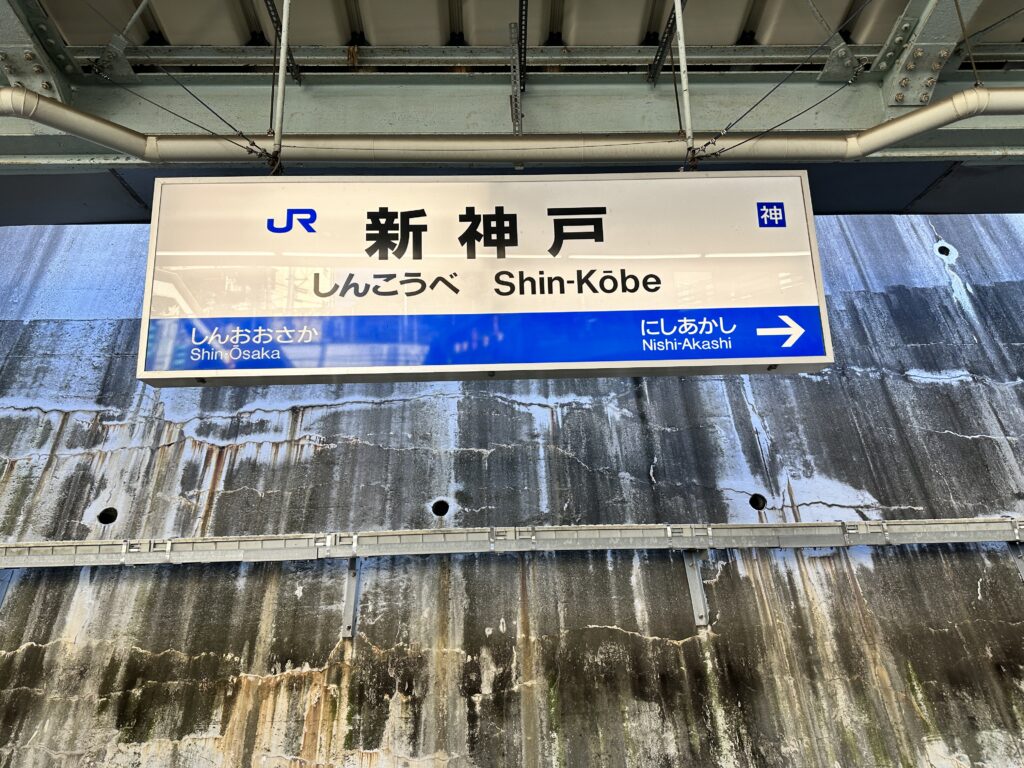 JR 新神戸 神
しんこうべ Shin-Kōbe
しんおおさか にしあかし →
Shin-Ōsaka Nishi-Akashi